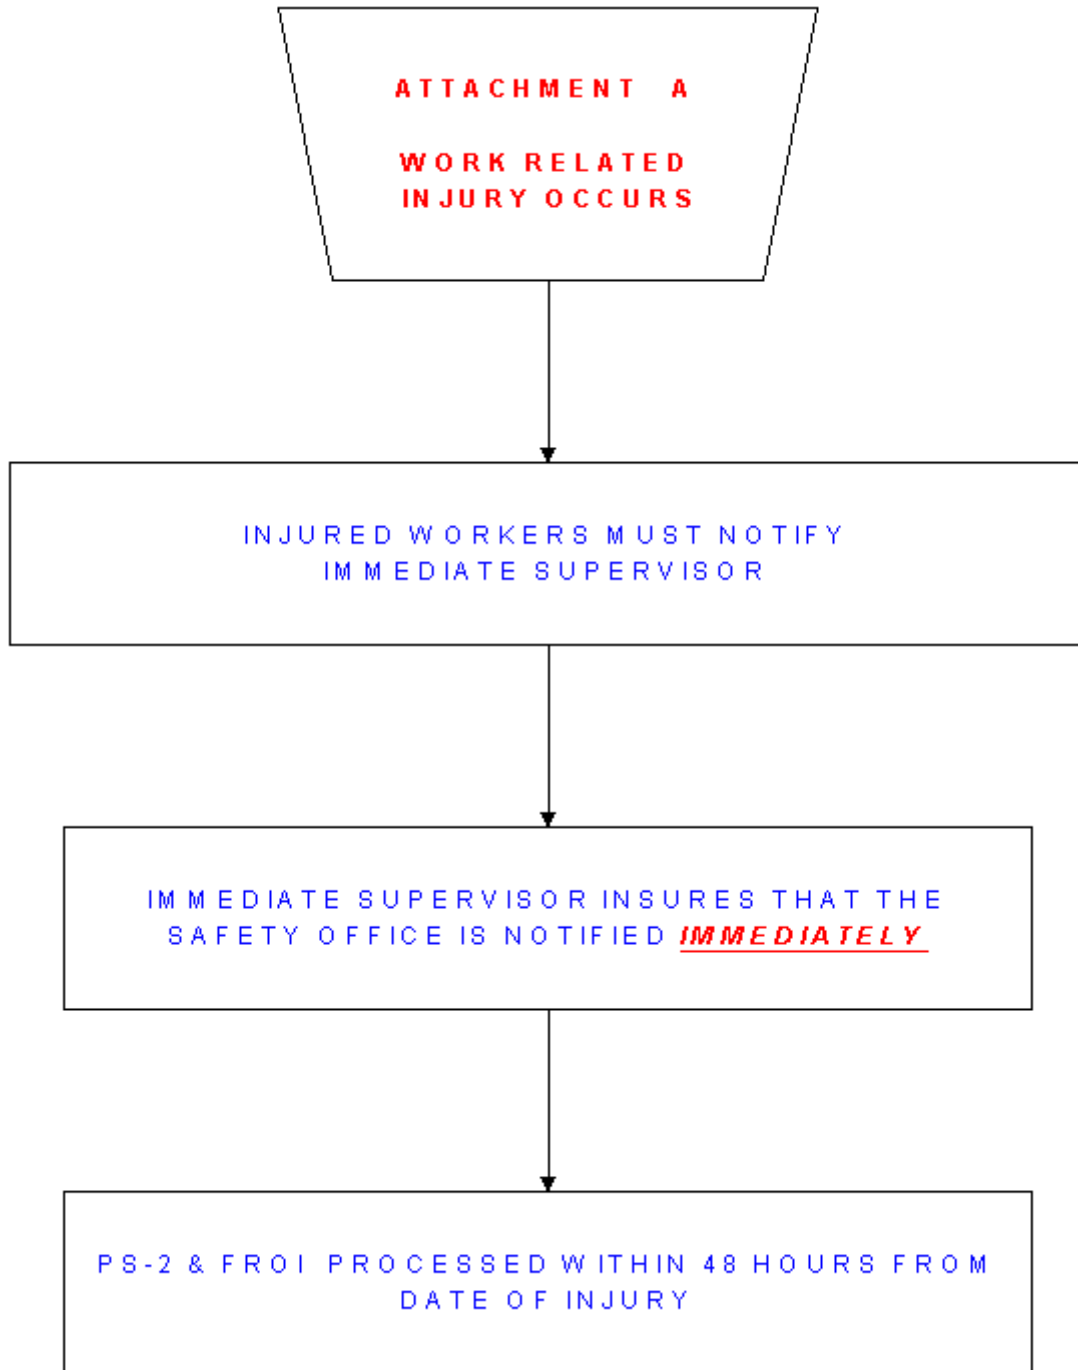 ATTACHMENT A
WORK RELATED
INJURY OCCURS
INJURED WORKERS MUST NOTIFY
IMMEDIATE SUPERVISOR
IMMEDIATE SUPERVISOR INSURES THAT THE
SAFETY OFFICE IS NOTIFIED IMMEDIATELY
PS-2 & FROI PROCESSED WITHIN 48 HOURS FROM
DATE OF INJURY